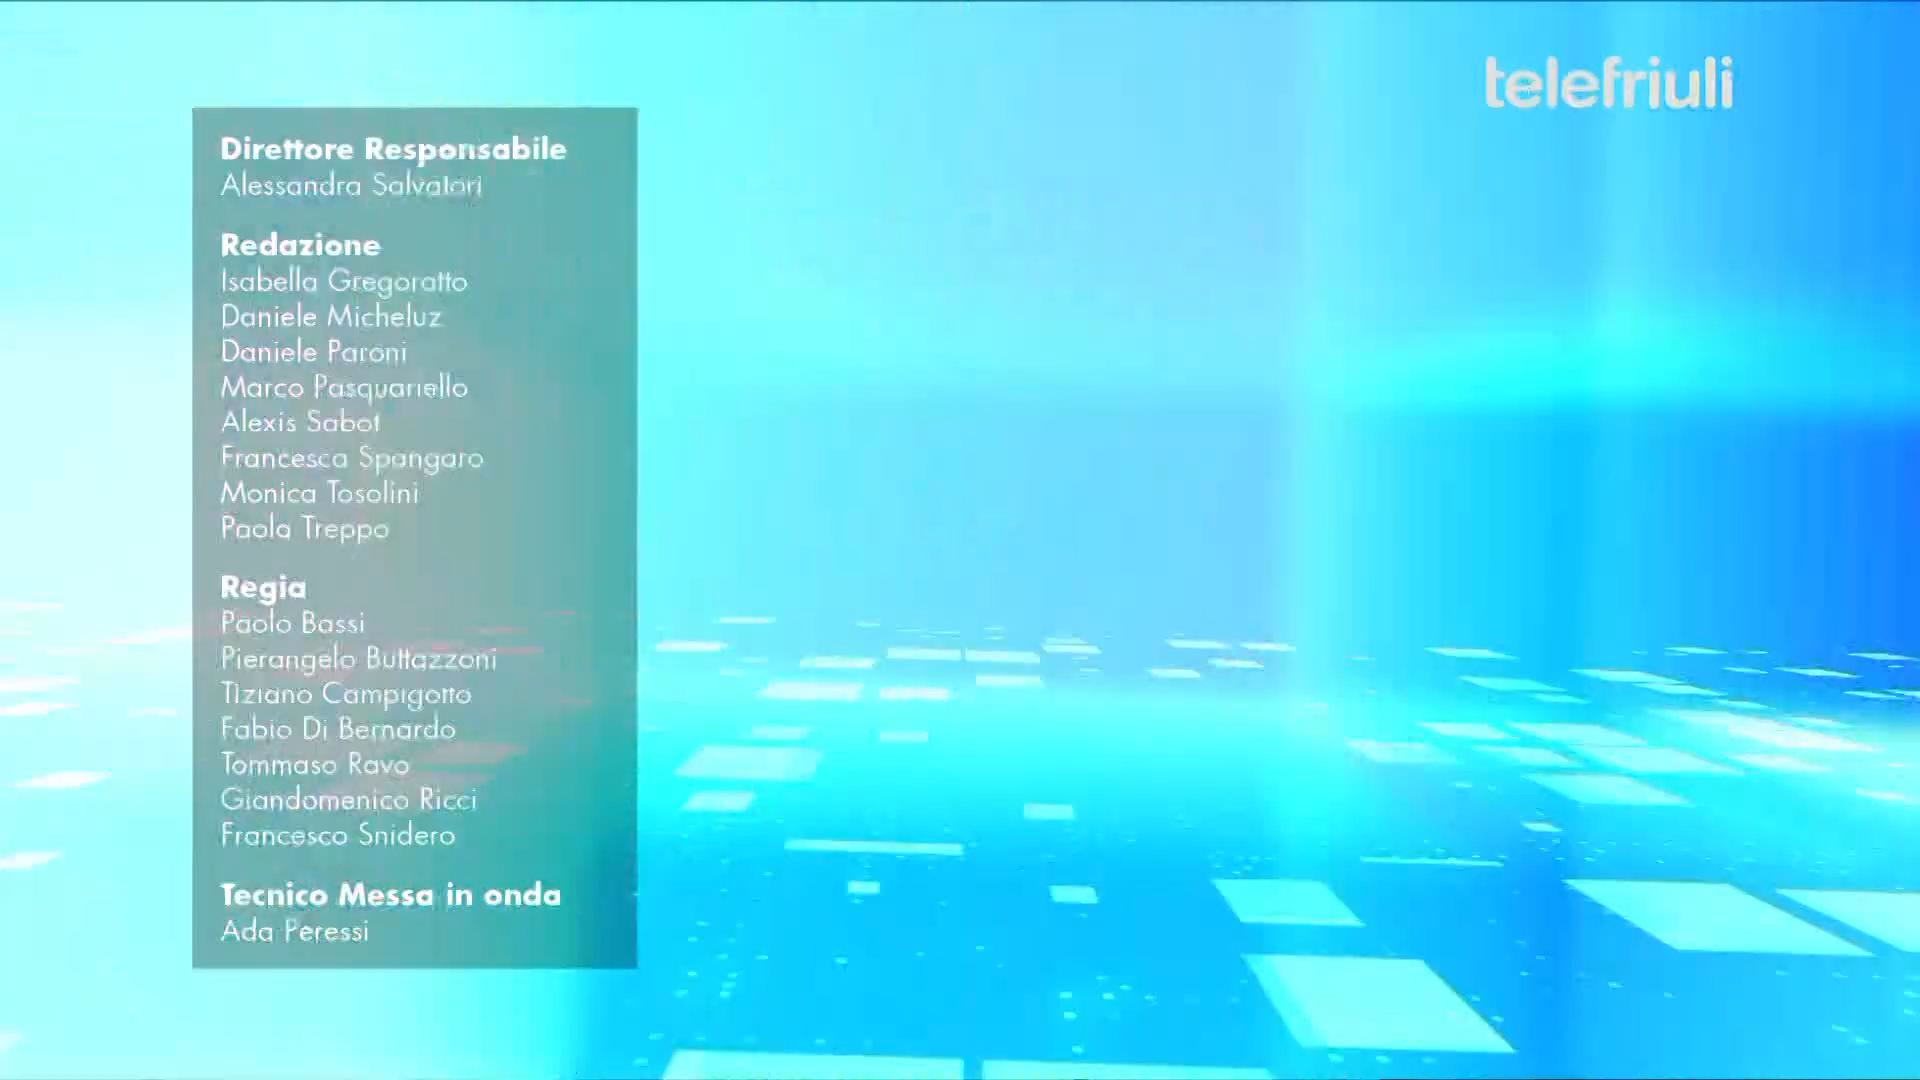 telefriuli
Direttore Responsabile
Alessandra Salvatori
Redazione
Isabella Gregoratto
Daniele Micheluz
Daniele Paroni
Marco Pasquariello
Alexis Sabot
Francesca Spangaro
Monica Tosolini
Paola Treppo
Regia
Paolo Bassi
Pierangelo Buttazzoni
Tiziano Campigotto
Fabio Di Bernardo
Tommaso Ravo
Giandomenico Ricci
Francesco Snidero
Tecnico Messa in onda
Ada Peressi